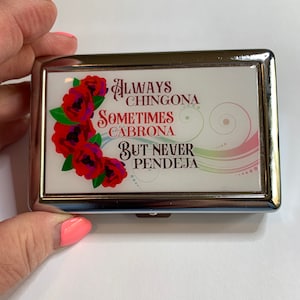 Always
Chingona
Sometimes
Cabrona
But never
Pendeja